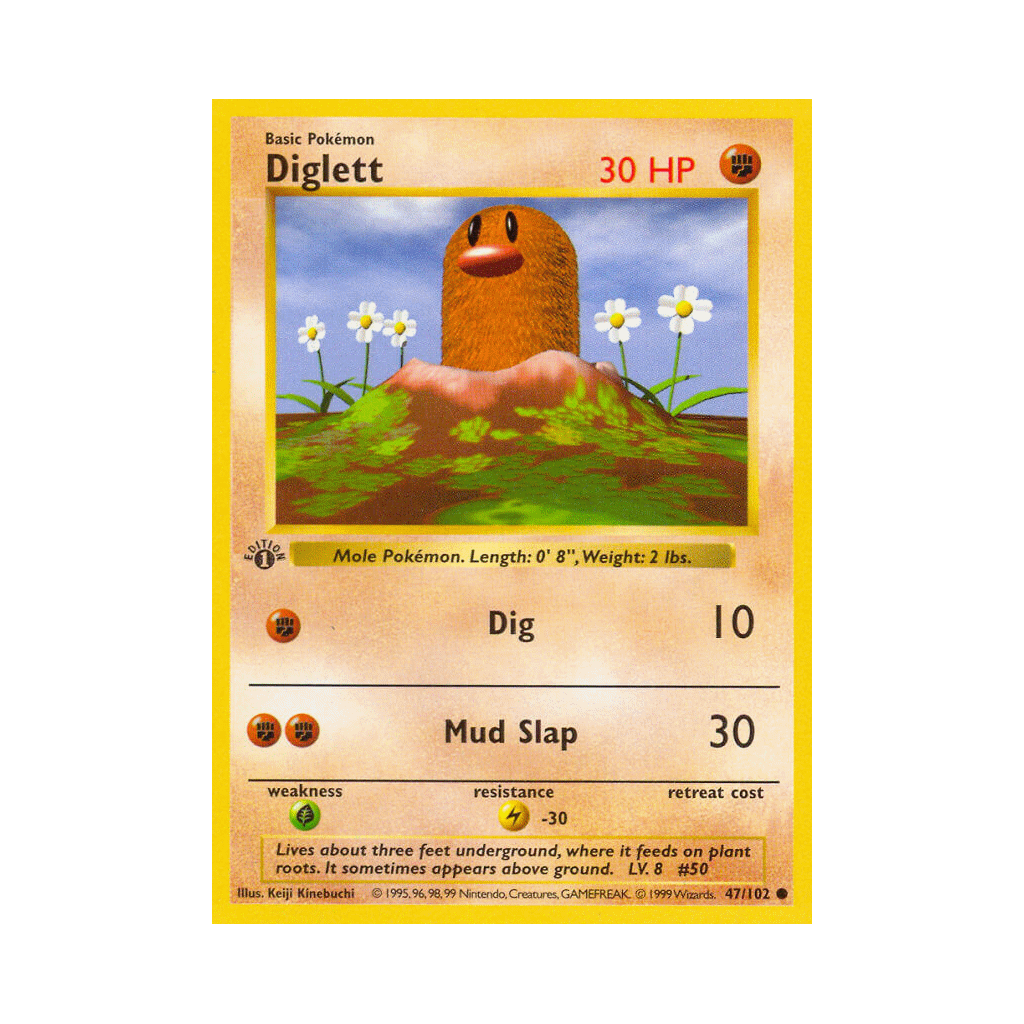 Basic Pokémon
Diglett 30 HP
EDITION 1
Mole Pokémon. Length: 0' 8", Weight: 2 lbs.
Dig 10
Mud Slap 30
weakness resistance retreat cost
-30
Lives about three feet underground, where it feeds on plant
roots. It sometimes appears above ground. LV. 8 #50
Illus. Keiji Kinebuchi © 1995, 96, 98, 99 Nintendo, Creatures, GAMEFREAK. © 1999 Wizards. 47/102